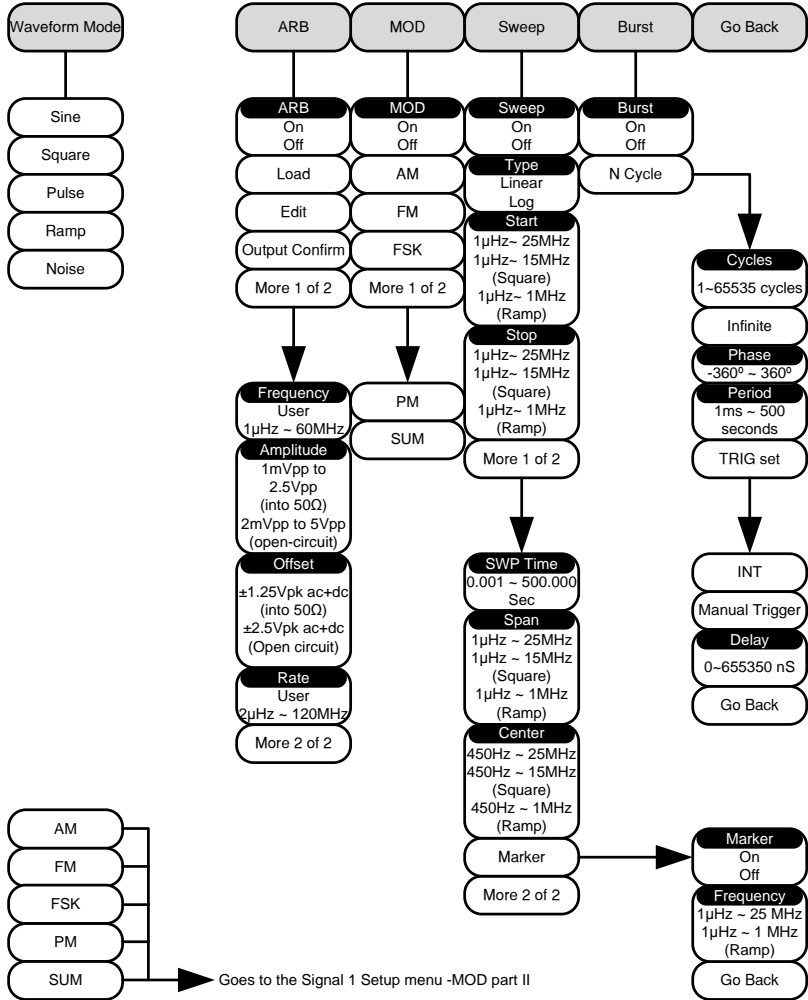 Waveform Mode
ARB
MOD
Sweep
Burst
Go Back
Sine
Square
Pulse
Ramp
Noise
ARB
On
Off
Load
Edit
Output Confirm
More 1 of 2
Frequency
User
1µHz ~ 60MHz
Amplitude
1mVpp to
2.5Vpp
(into 50Ω)
2mVpp to 5Vpp
(open-circuit)
Offset
±1.25Vpk ac+dc
(into 50Ω)
±2.5Vpk ac+dc
(Open circuit)
Rate
User
2µHz ~ 120MHz
More 2 of 2
MOD
On
Off
AM
FM
FSK
More 1 of 2
PM
SUM
Sweep
On
Off
Type
Linear
Log
Start
1µHz~ 25MHz
1µHz~ 15MHz
(Square)
1µHz~ 1MHz
(Ramp)
Stop
1µHz~ 25MHz
1µHz~ 15MHz
(Square)
1µHz~ 1MHz
(Ramp)
More 1 of 2
SWP Time
0.001 ~ 500.000
Sec
Span
1µHz ~ 25MHz
1µHz ~ 15MHz
(Square)
1µHz ~ 1MHz
(Ramp)
Center
450Hz ~ 25MHz
450Hz ~ 15MHz
(Square)
450Hz ~ 1MHz
(Ramp)
Marker
More 2 of 2
Burst
On
Off
N Cycle
Cycles
1~65535 cycles
Infinite
Phase
-360º ~ 360º
Period
1ms ~ 500
seconds
TRIG set
INT
Manual Trigger
Delay
0~655350 nS
Go Back
Marker
On
Off
Frequency
1µHz ~ 25 MHz
1µHz ~ 1 MHz
(Ramp)
Go Back
AM
FM
FSK
PM
SUM
Goes to the Signal 1 Setup menu -MOD part II